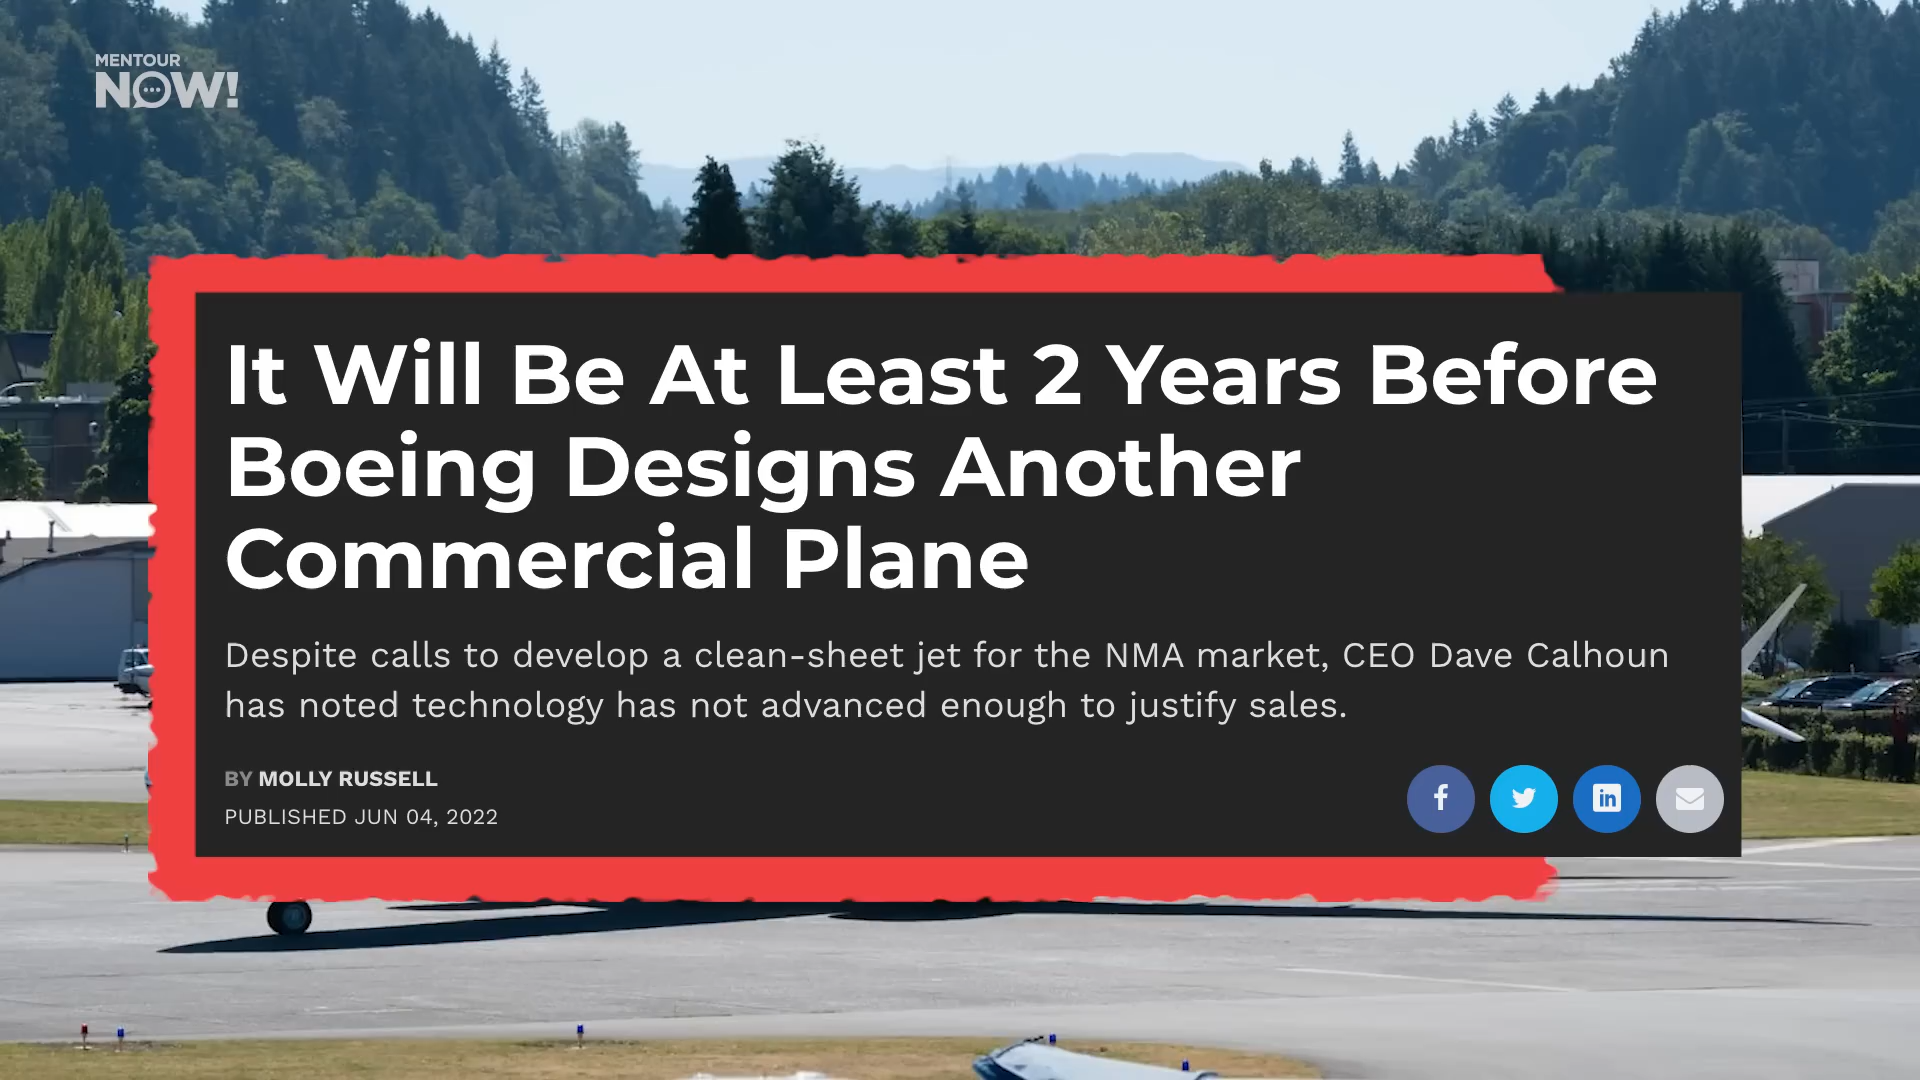 MENTOUR
NOW!
It Will Be At Least 2 Years Before
Boeing Designs Another
Commercial Plane
Despite calls to develop a clean-sheet jet for the NMA market, CEO Dave Calhoun
has noted technology has not advanced enough to justify sales.
BY MOLLY RUSSELL
PUBLISHED JUN 04, 2022